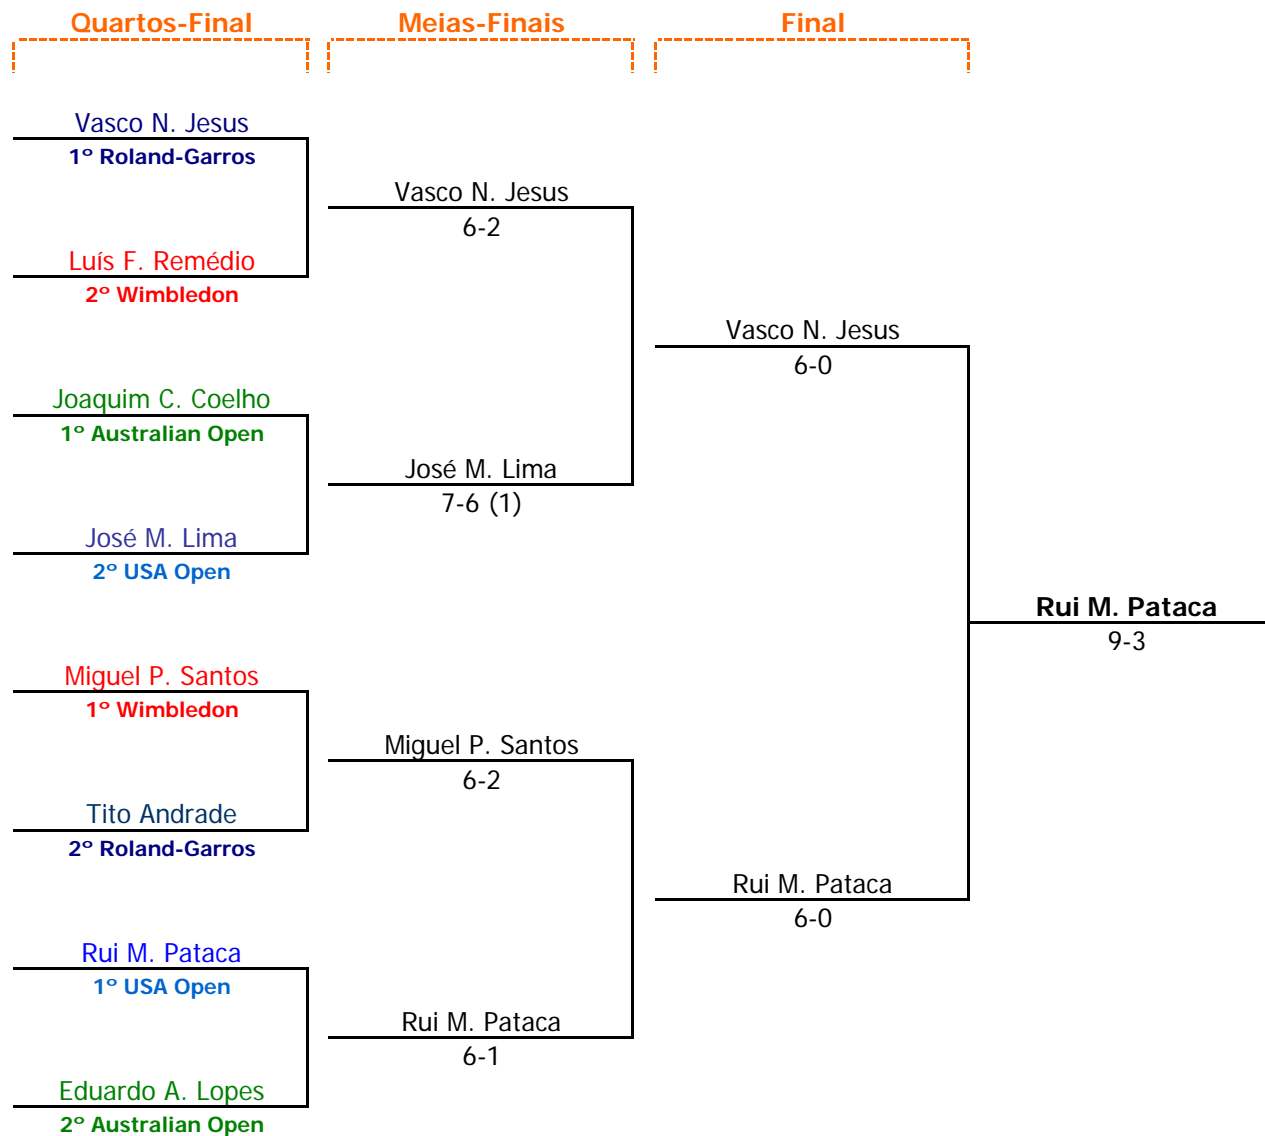 Quartos-Final
Meias-Finais
Final
Vasco N. Jesus
1º Roland-Garros
Luís F. Remédio
2º Wimbledon
Joaquim C. Coelho
1º Australian Open
José M. Lima
2º USA Open
Miguel P. Santos
1º Wimbledon
Tito Andrade
2º Roland-Garros
Rui M. Pataca
1º USA Open
Eduardo A. Lopes
2º Australian Open
Vasco N. Jesus
6-2
José M. Lima
7-6 (1)
Miguel P. Santos
6-2
Rui M. Pataca
6-1
Vasco N. Jesus
6-0
Rui M. Pataca
6-0
Rui M. Pataca
9-3